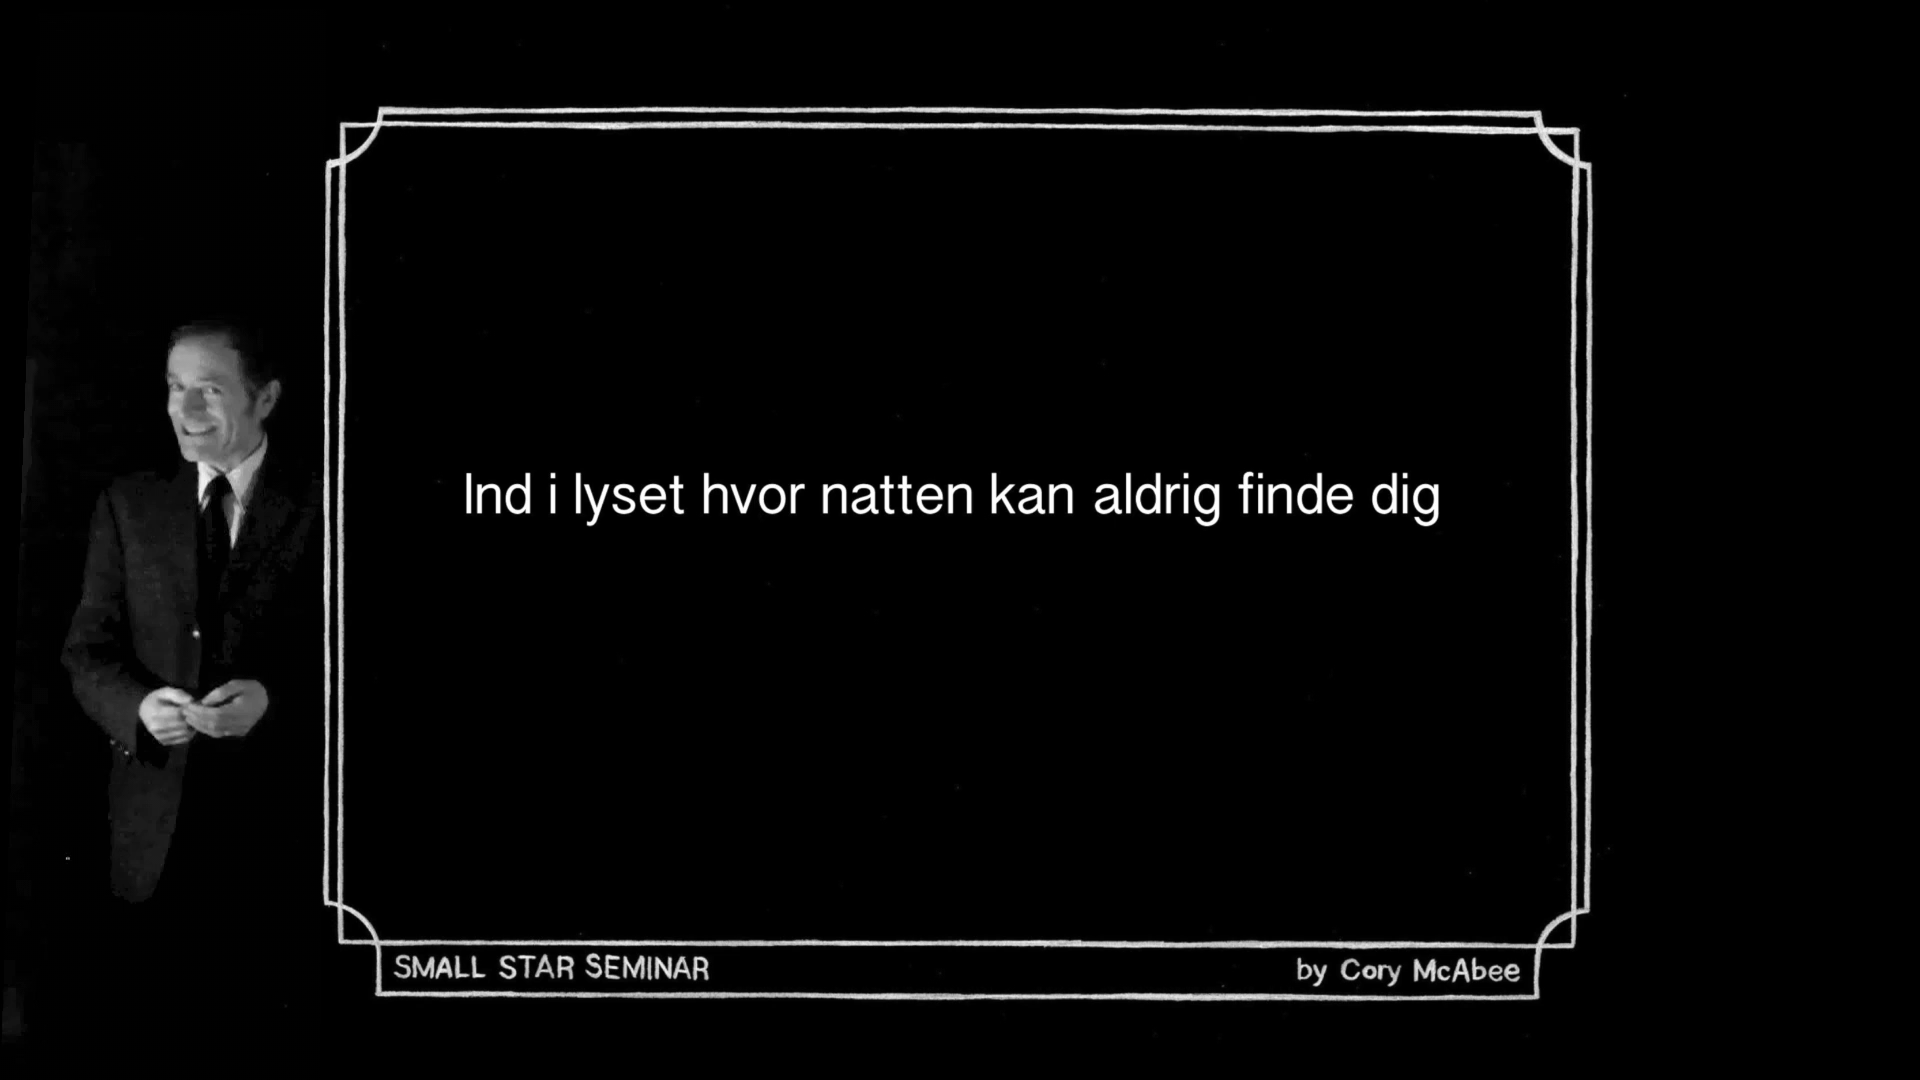 Ind i lyset hvor natten kan aldrig finde dig
SMALL STAR SEMINAR
by Cory McAbee